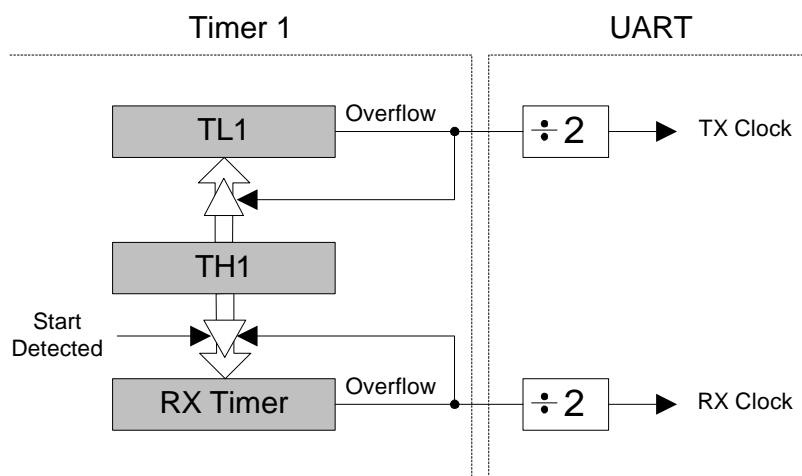 Timer 1
UART
TL1
Overflow
÷ 2
TX Clock
TH1
Start
Detected
RX Timer
Overflow
÷ 2
RX Clock